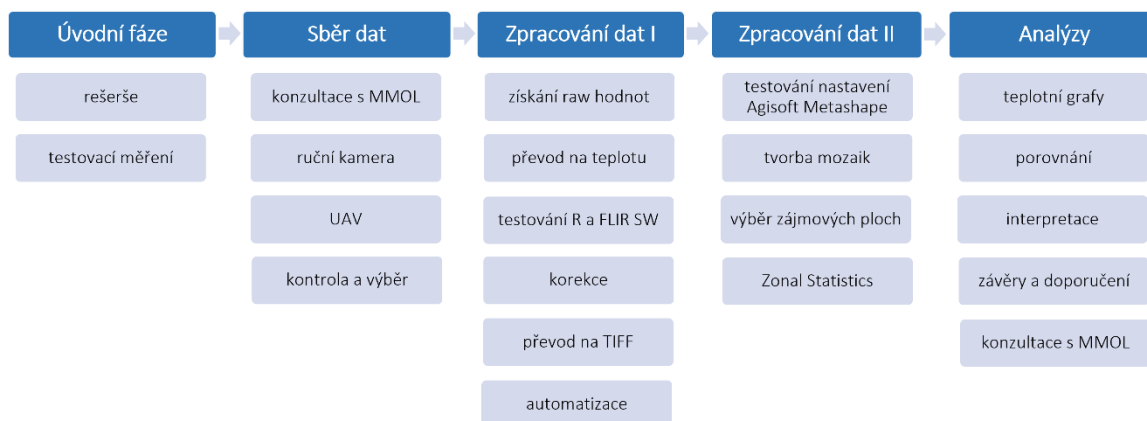 Úvodní fáze
rešerše
testovací měření
Sběr dat
konzultace s MMOL
ruční kamera
UAV
kontrola a výběr
Zpracování dat I
získání raw hodnot
převod na teplotu
testování R a FLIR SW
korekce
převod na TIFF
automatizace
Zpracování dat II
testování nastavení
Agisoft Metashape
tvorba mozaik
výběr zájmových ploch
Zonal Statistics
Analýzy
teplotní grafy
porovnání
interpretace
závěry a doporučení
konzultace s MMOL